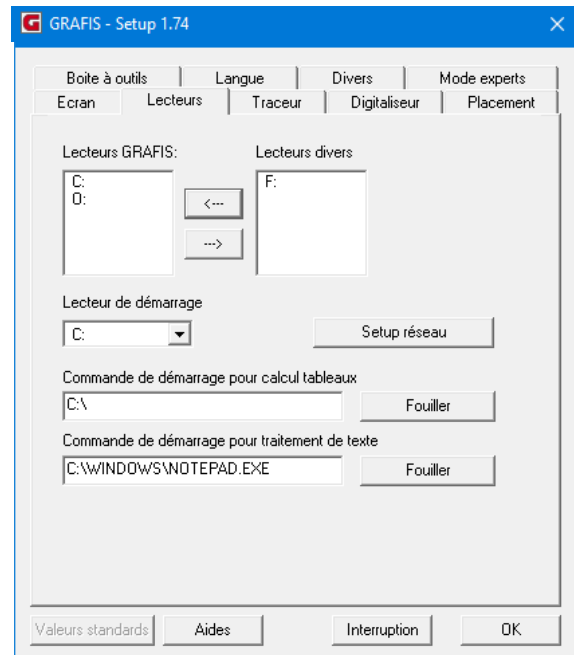 GRAFIS - Setup 1.74
Boite à outils Langue Divers Mode experts
Ecran Lecteurs Traceur Digitaliseur Placement
Lecteurs GRAFIS: Lecteurs divers
C: F:
O:
<---
--->
Lecteur de démarrage
C: Setup réseau
Commande de démarrage pour calcul tableaux
C:\ Fouiller
Commande de démarrage pour traitement de texte
C:\WINDOWS\NOTEPAD.EXE Fouiller
Valeurs standards Aides Interruption OK